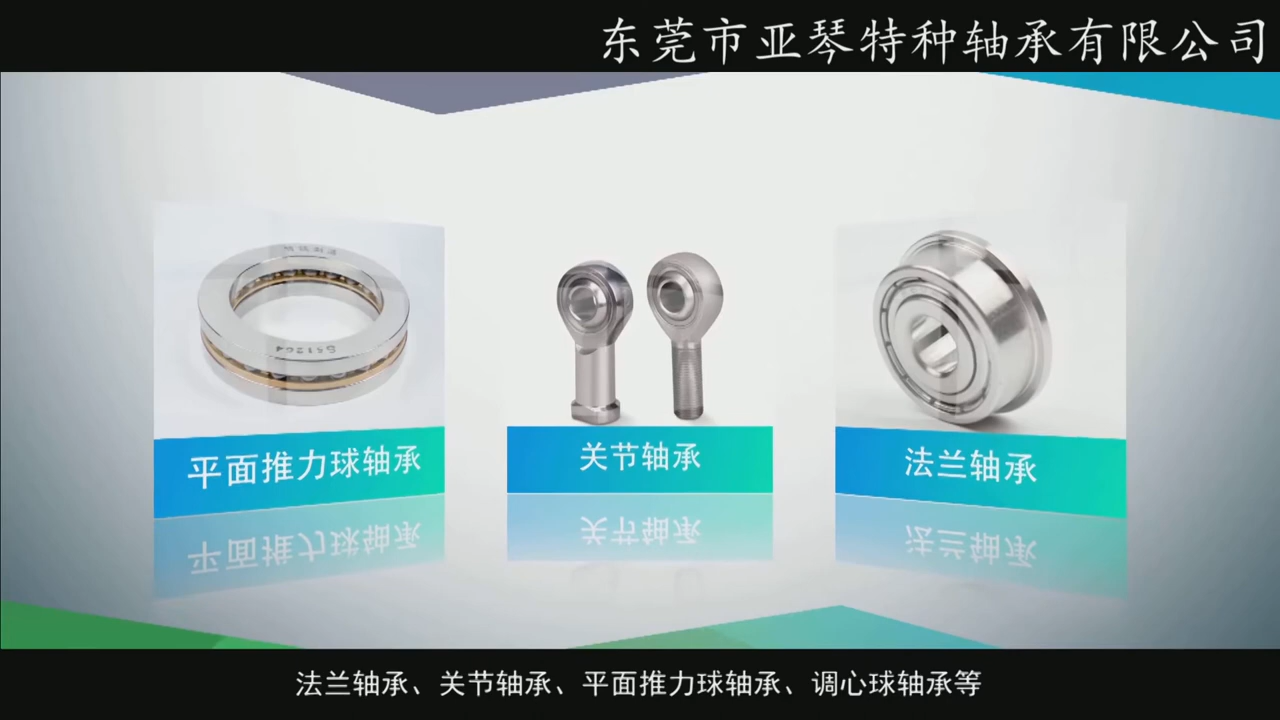 东莞市亚琴特种轴承有限公司
平面推力球轴承
关节轴承
法兰轴承
法兰轴承、关节轴承、平面推力球轴承、调心球轴承等